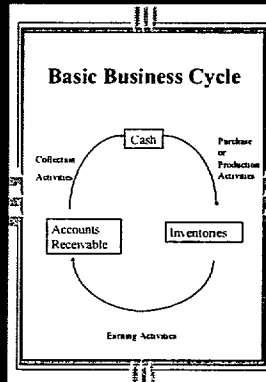 Basic Business Cycle
Cash
Collection
Activities
Purchase
or
Production
Activities
Accounts
Receivable
Inventories
Earning Activities